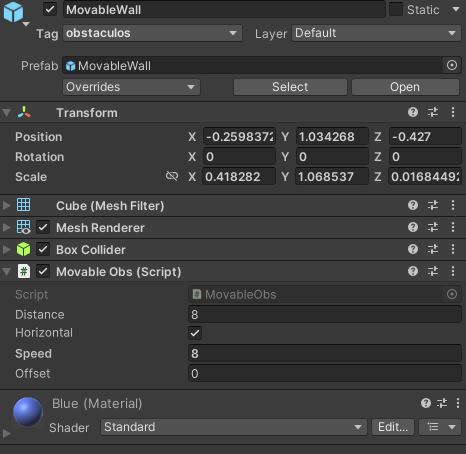 MovableWall Static
Tag obstaculos Layer Default
Prefab MovableWall
Overrides Select Open
Transform
Position X -0.2598372 Y 1.034268 Z -0.427
Rotation X 0 Y 0 Z 0
Scale X 0.418282 Y 1.068537 Z 0.01684492
Cube (Mesh Filter)
Mesh Renderer
Box Collider
# Movable Obs (Script)
Script # MovableObs
Distance 8
Horizontal
Speed 8
Offset 0
Blue (Material)
Shader Standard Edit...